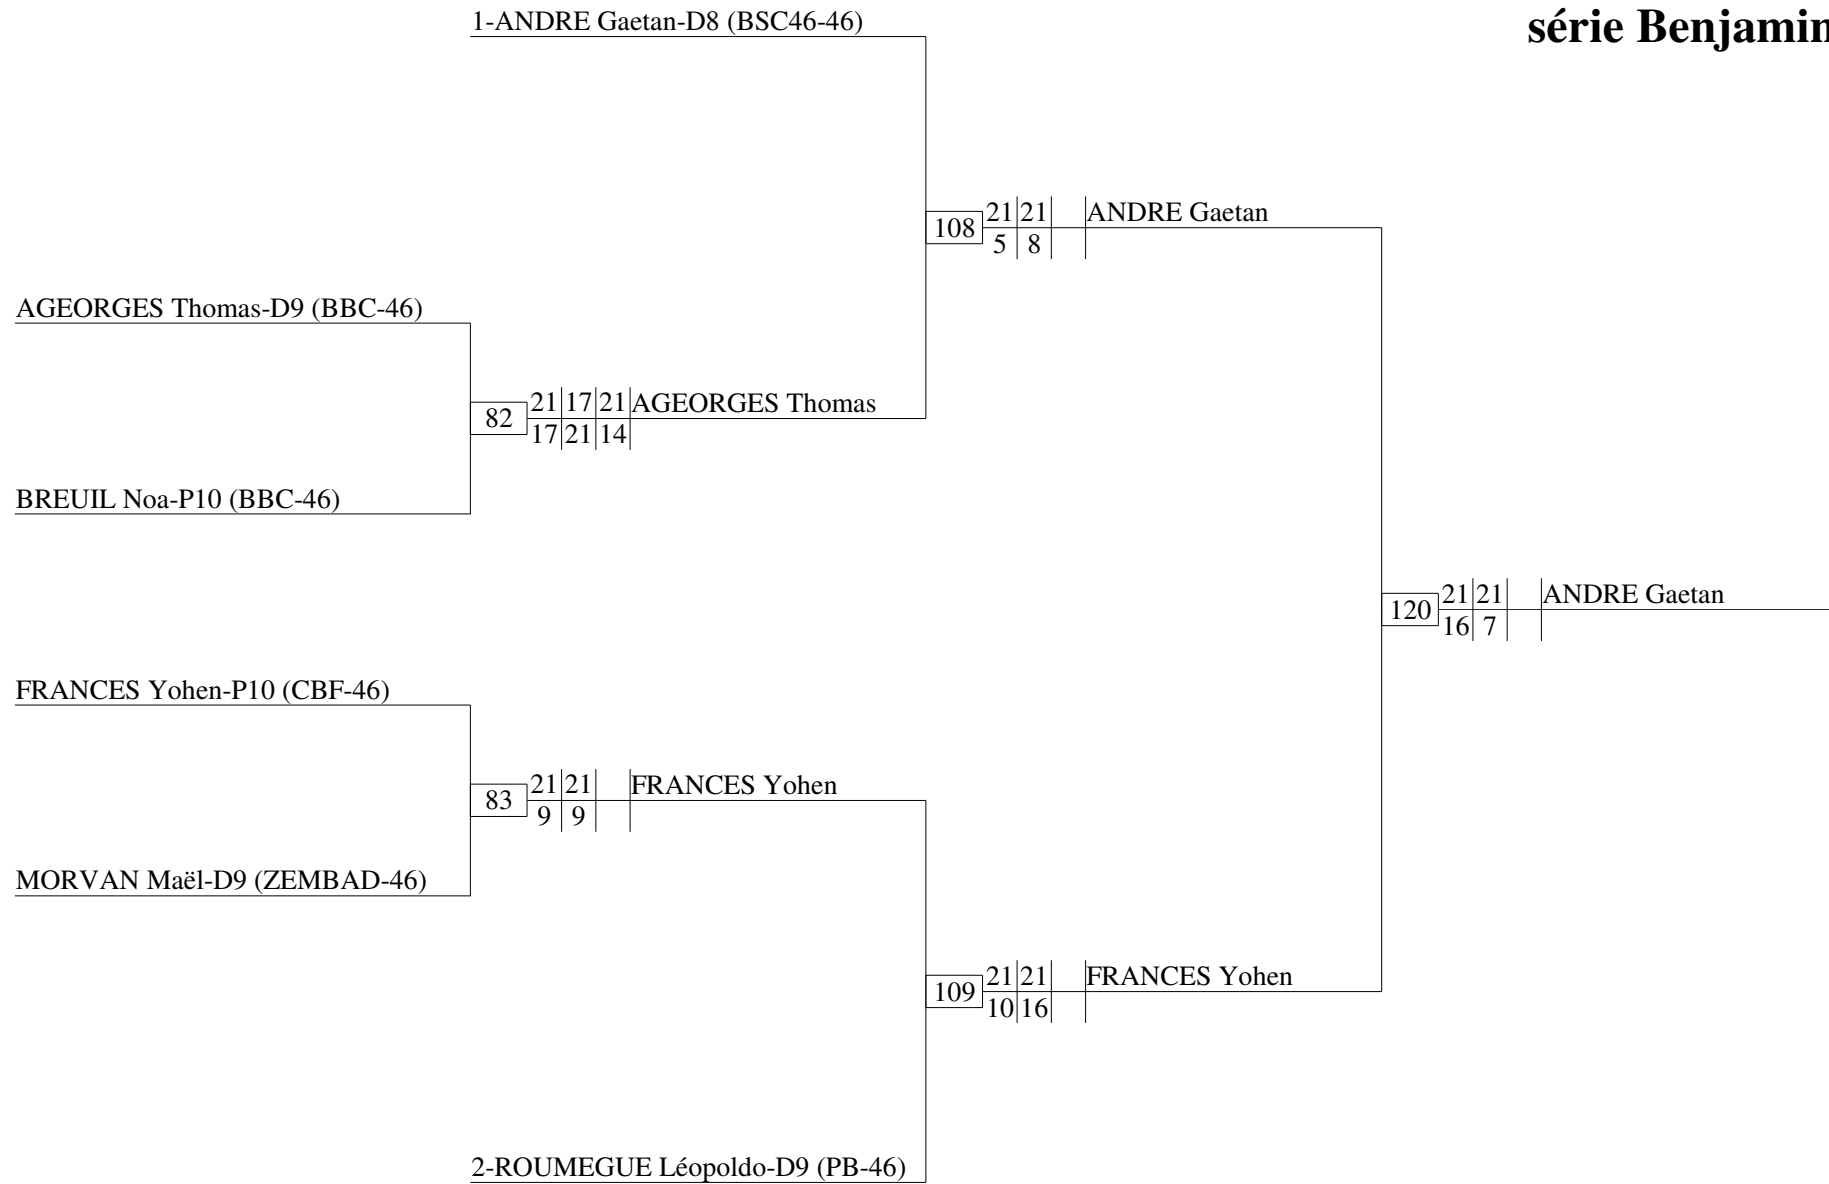 1-ANDRE Gaetan-D8 (BSC46-46)
série Benjamin
108 21 21 ANDRE Gaetan
5 8
AGEORGES Thomas-D9 (BBC-46)
82 21 17 21 AGEORGES Thomas
17 21 14
BREUIL Noa-P10 (BBC-46)
120 21 21 ANDRE Gaetan
16 7
FRANCES Yohen-P10 (CBF-46)
83 21 21 FRANCES Yohen
9 9
MORVAN Maël-D9 (ZEMBAD-46)
109 21 21 FRANCES Yohen
10 16
2-ROUMEGUE Léopoldo-D9 (PB-46)